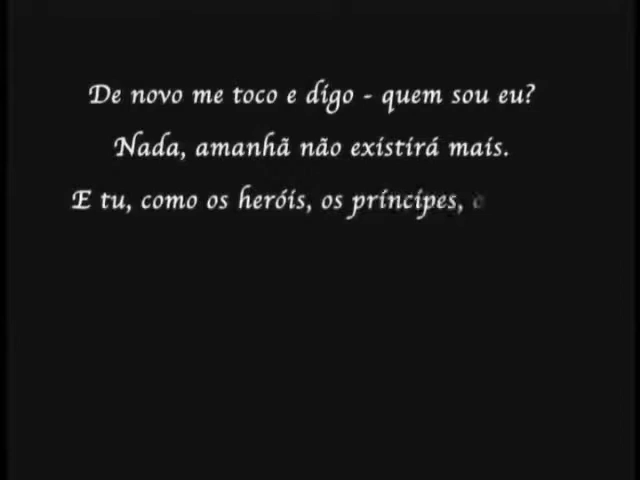 De novo me toco e digo - quem sou eu?
Nada, amanhã não existirá mais.
E tu, como os heróis, os príncipes,